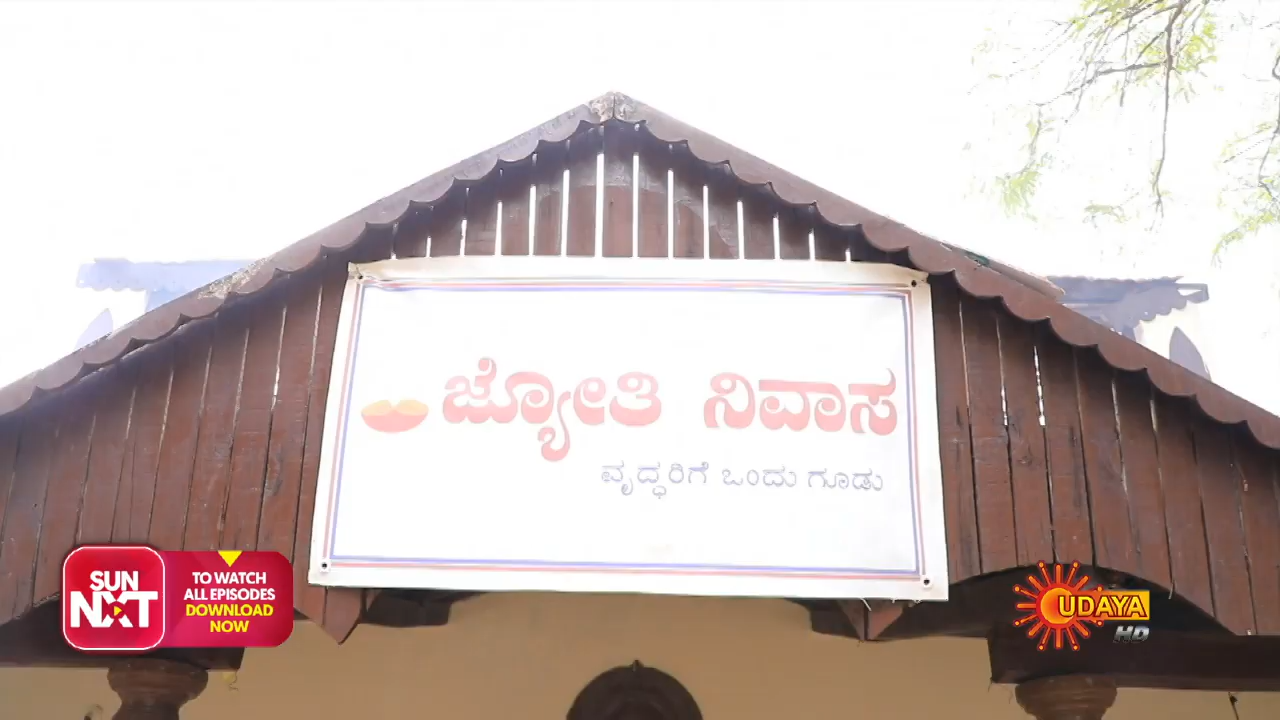 ಜ್ಯೋತಿ ನಿವಾಸ
ವೃದ್ಧರಿಗೆ ಒಂದು ಗೂಡು
SUN
NXT
TO WATCH
ALL EPISODES
DOWNLOAD
NOW
UDAYA
HD